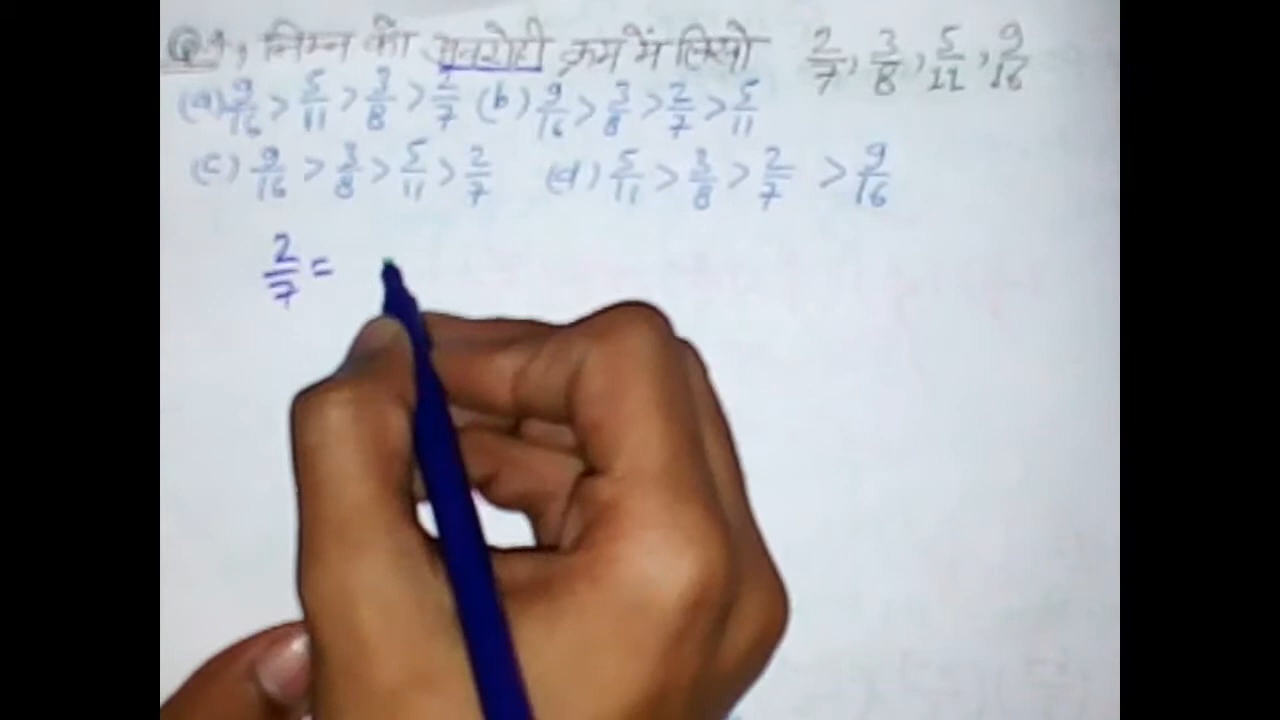 Q 1, निम्न को अवरोही क्रम में लिखो 2/7, 3/8, 5/11, 9/16
(a) 9/16 > 5/11 > 3/8 > 2/7 (b) 9/16 > 3/8 > 2/7 > 5/11
(c) 9/16 > 3/8 > 5/11 > 2/7 (d) 5/11 > 3/8 > 2/7 > 9/16
2/7 =